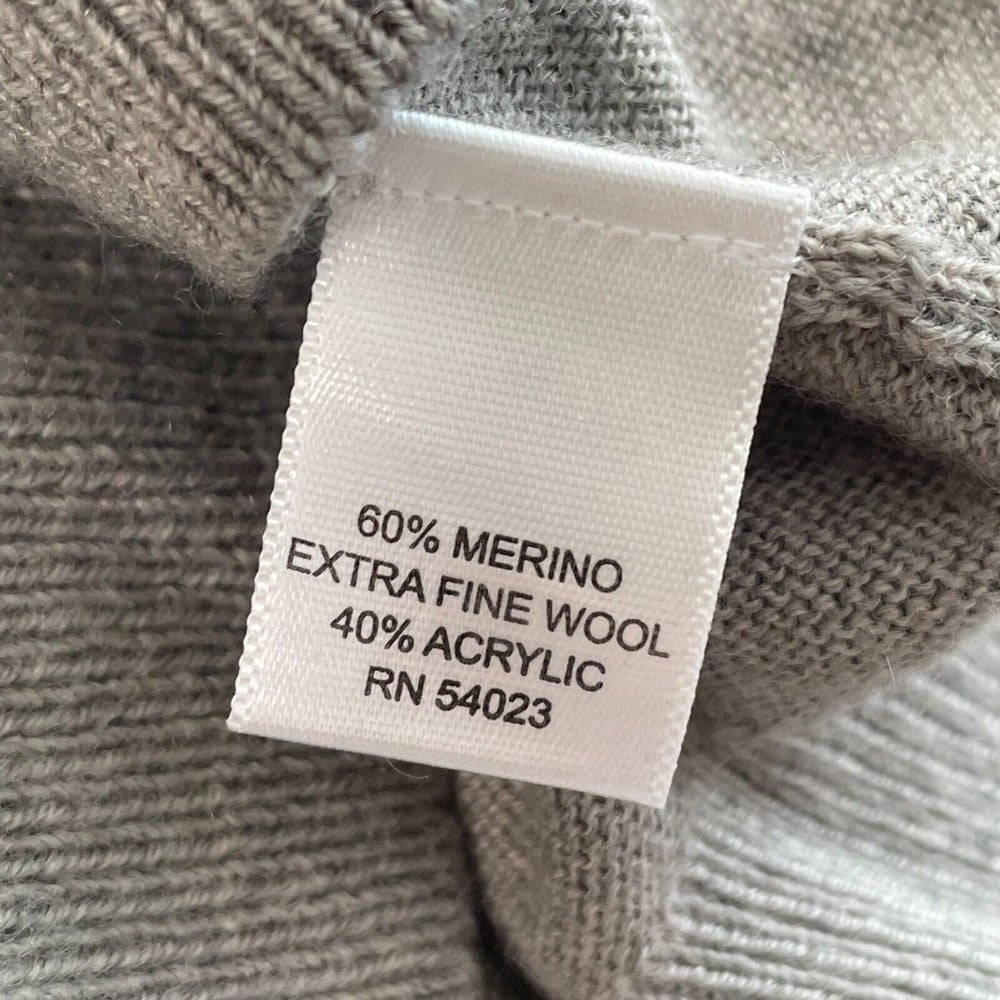 60% MERINO
EXTRA FINE WOOL
40% ACRYLIC
RN 54023